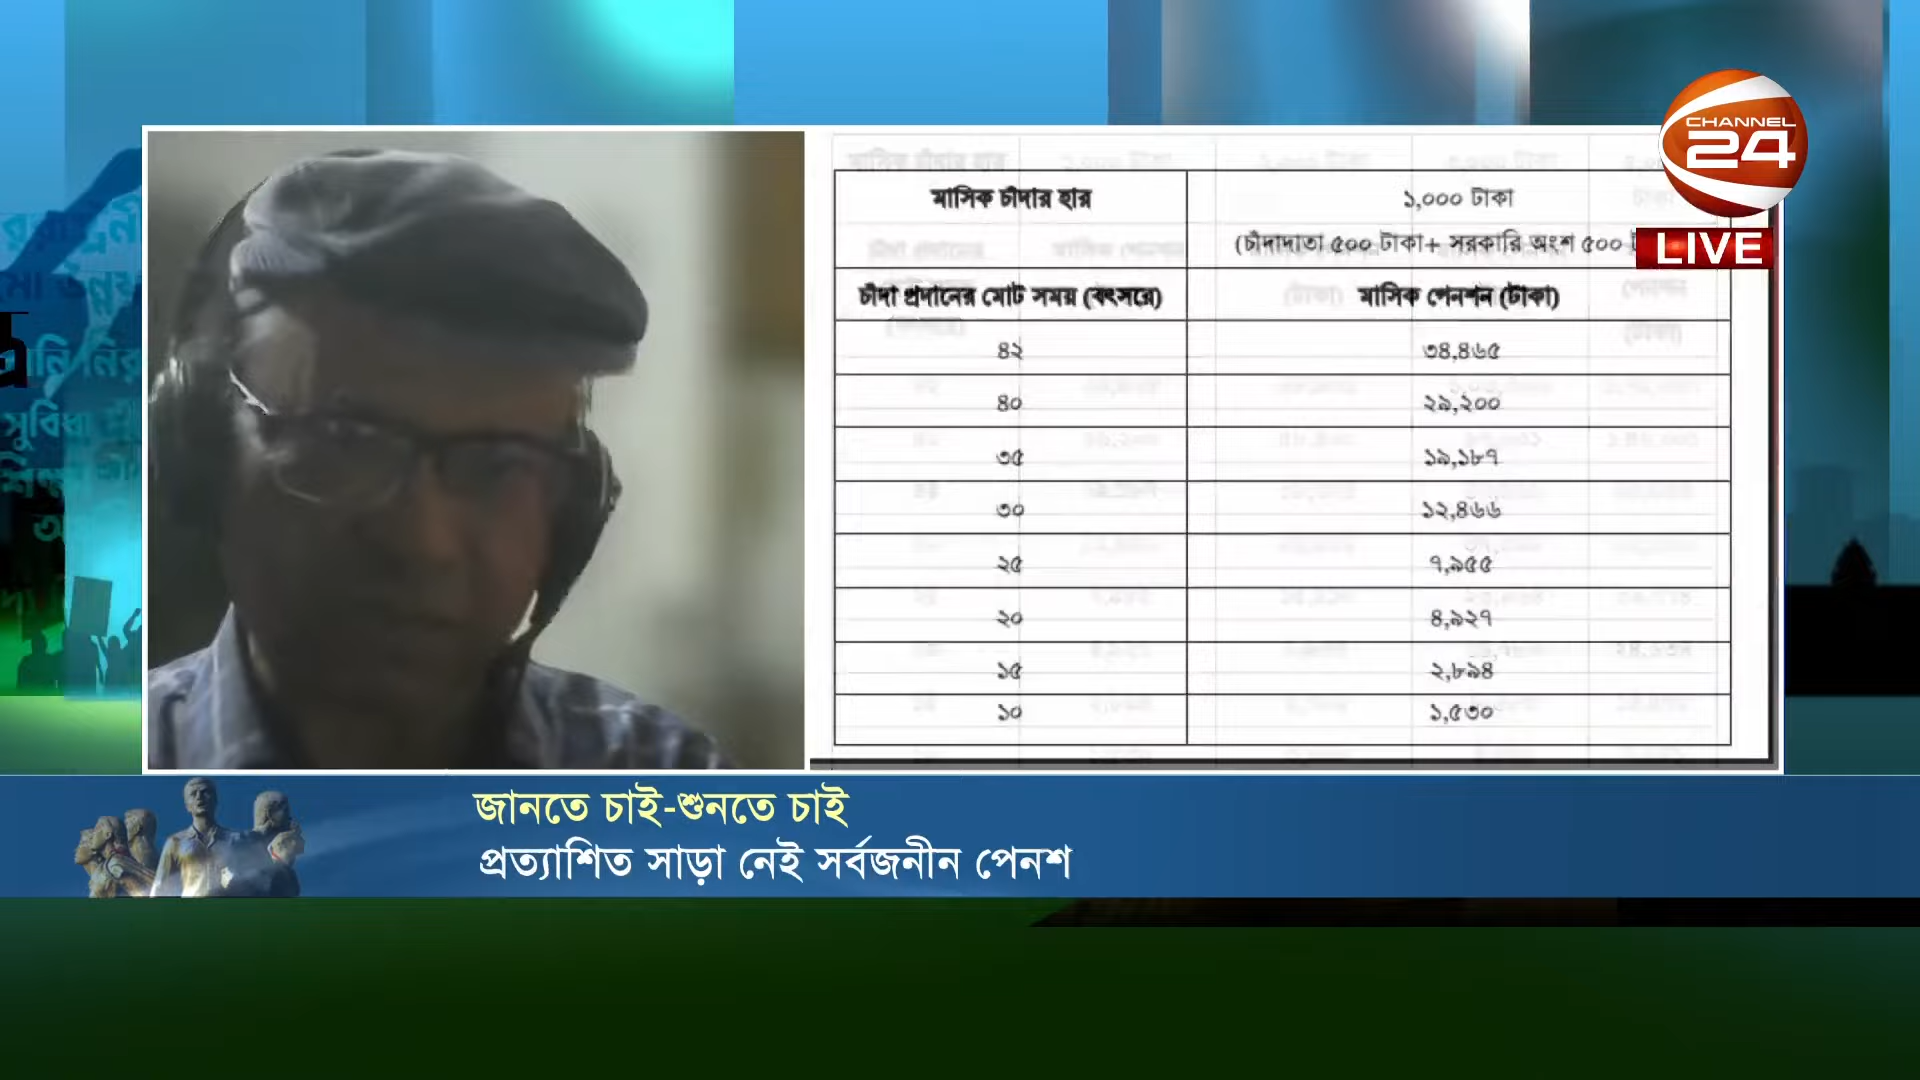 CHANNEL
24
LIVE
মাসিক চাঁদার হার
১,০০০ টাকা
(চাঁদাদাতা ৫০০ টাকা+ সরকারি অংশ ৫০০
চাঁদা প্রদানের মোট সময় (বৎসরে)
মাসিক পেনশন (টাকা)
৪২
৩৪,৪৬৫
৪০
২৯,২০০
৩৫
১৯,১৮৭
৩০
১২,৪৬৬
২৫
৭,৯৫৫
২০
৪,৯২৭
১৫
২,৮৯৪
১০
১,৫৩০
সুবিধা
জানতে চাই-শুনতে চাই
প্রত্যাশিত সাড়া নেই সর্বজনীন পেনশ